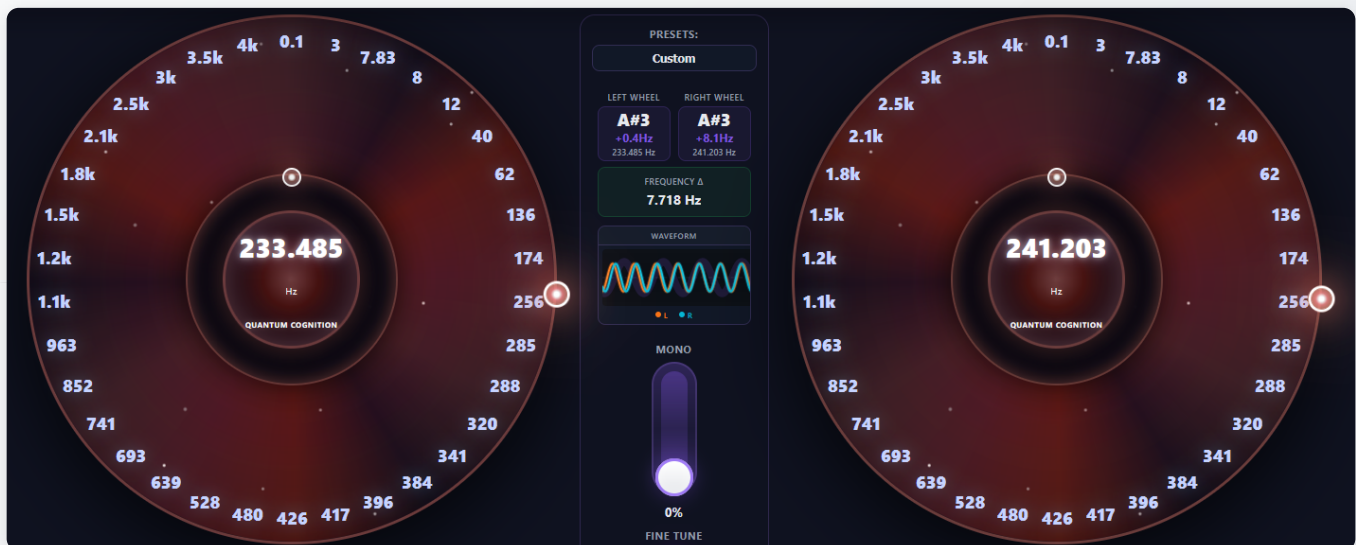 0.1
3
7.83
8
12
40
62
136
174
256
285
288
320
341
384
396
417
426
480
528
639
693
741
852
963
1.1k
1.2k
1.5k
1.8k
2.1k
2.5k
3k
3.5k
4k
233.485
Hz
QUANTUM COGNITION
PRESETS:
Custom
LEFT WHEEL RIGHT WHEEL
A#3 A#3
+0.4Hz +8.1Hz
233.485 Hz 241.203 Hz
FREQUENCY Δ
7.718 Hz
WAVEFORM
L R
MONO
0%
FINE TUNE
0.1
3
7.83
8
12
40
62
136
174
256
285
288
320
341
384
396
417
426
480
528
639
693
741
852
963
1.1k
1.2k
1.5k
1.8k
2.1k
2.5k
3k
3.5k
4k
241.203
Hz
QUANTUM COGNITION